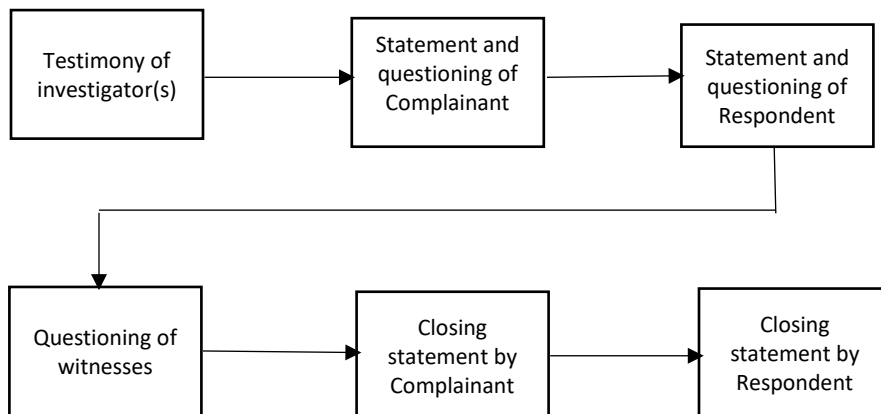 Testimony of
investigator(s)
Statement and
questioning of
Complainant
Statement and
questioning of
Respondent
Questioning of
witnesses
Closing
statement by
Complainant
Closing
statement by
Respondent